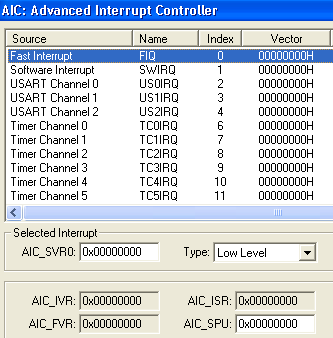 AIC: Advanced Interrupt Controller
Source Name Index Vector
Fast Interrupt FIQ 0 00000000H
Software Interrupt SWIRQ 1 00000000H
USART Channel 0 US0IRQ 2 00000000H
USART Channel 1 US1IRQ 3 00000000H
USART Channel 2 US2IRQ 4 00000000H
Timer Channel 0 TC0IRQ 6 00000000H
Timer Channel 1 TC1IRQ 7 00000000H
Timer Channel 2 TC2IRQ 8 00000000H
Timer Channel 3 TC3IRQ 9 00000000H
Timer Channel 4 TC4IRQ 10 00000000H
Timer Channel 5 TC5IRQ 11 00000000H
Selected Interrupt
AIC_SVR0: 0x00000000 Type: Low Level
AIC_IVR: 0x00000000 AIC_ISR: 0x00000000
AIC_FVR: 0x00000000 AIC_SPU: 0x00000000